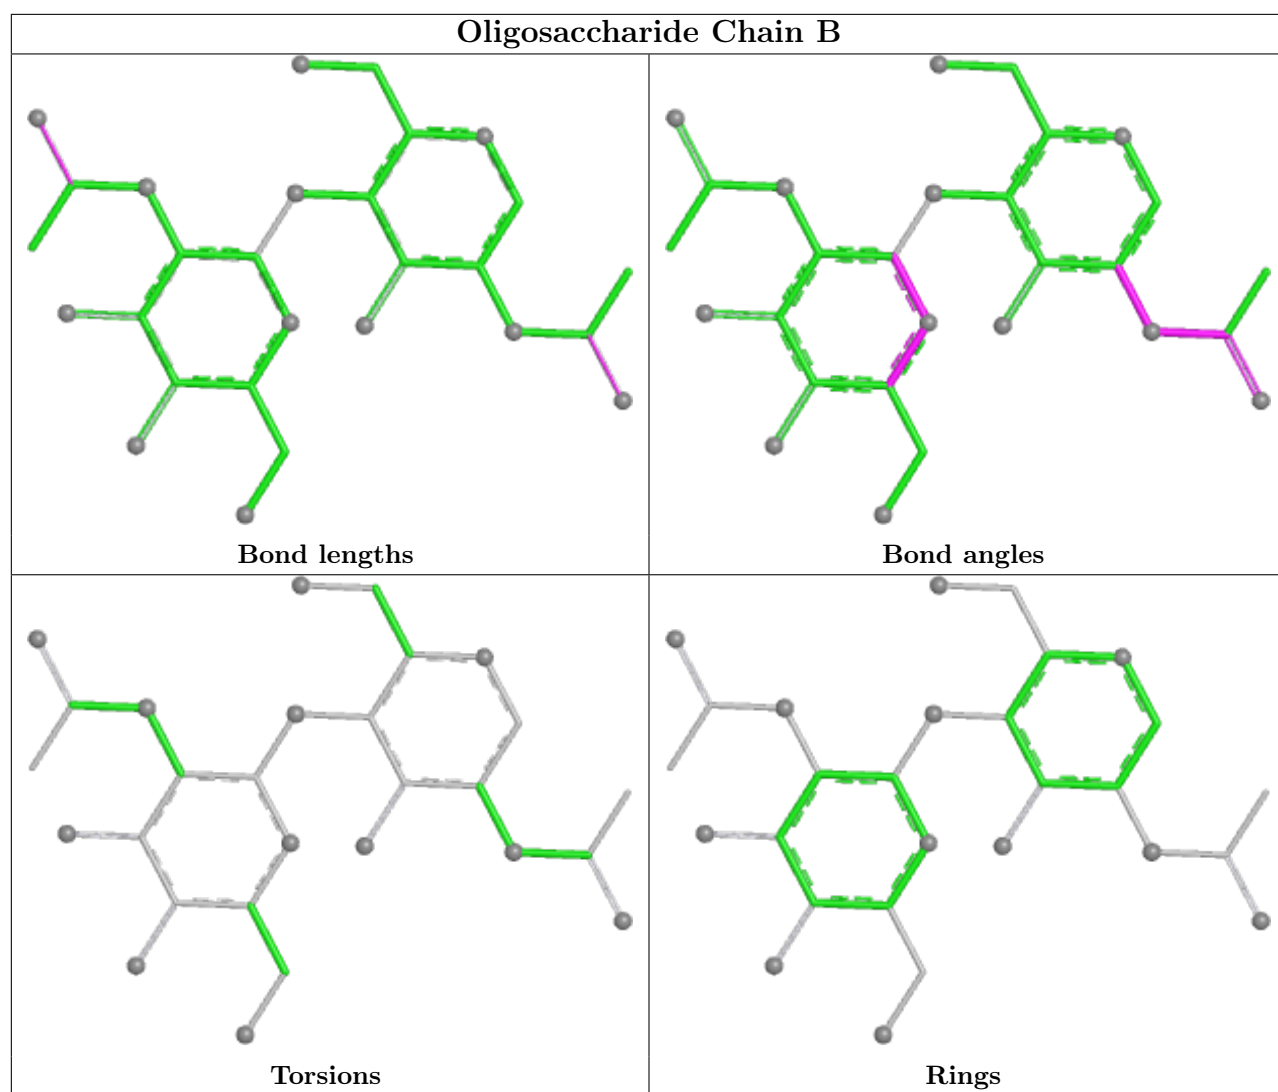 Oligosaccharide Chain B
Bond lengths
Bond angles
Torsions
Rings